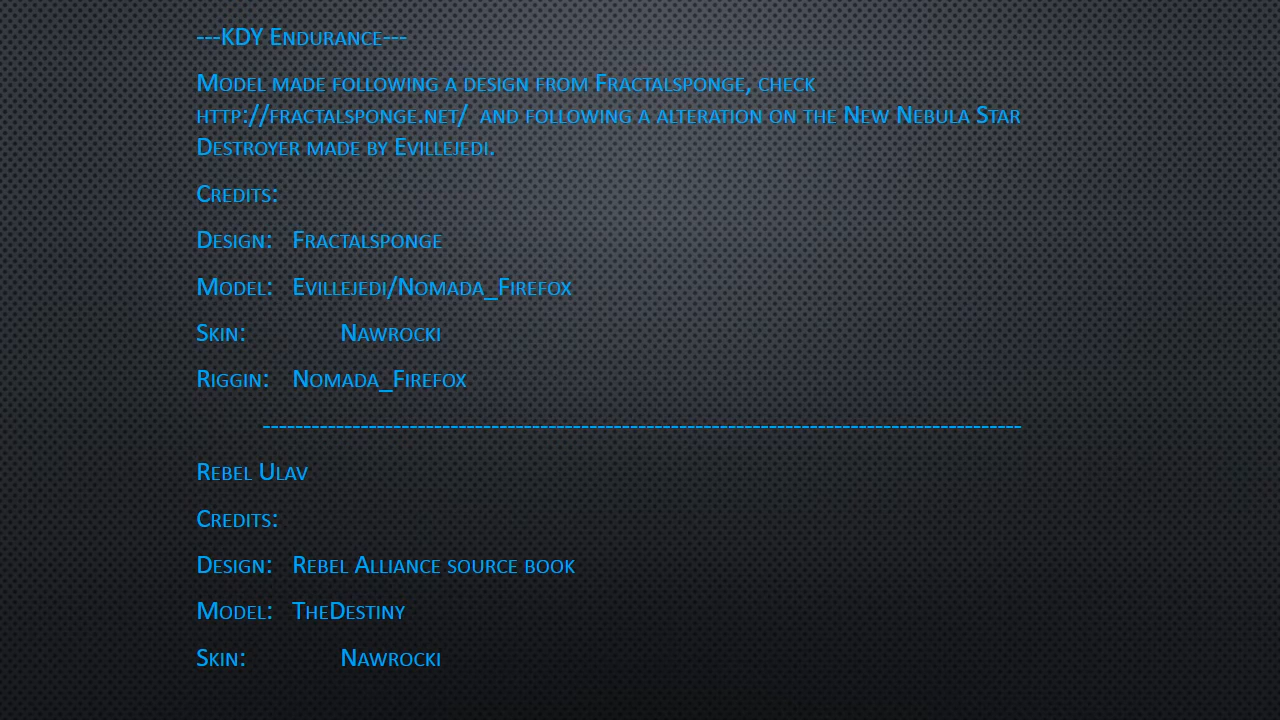 ---KDY Endurance---
Model made following a design from Fractalsponge, check
http://fractalsponge.net/  and following a alteration on the New Nebula Star
Destroyer made by Evillejedi.
Credits:
Design: Fractalsponge
Model: Evillejedi/Nomada_Firefox
Skin: Nawrocki
Riggin: Nomada_Firefox
---------------------------------------------------------------------------------------------
Rebel Ulav
Credits:
Design: Rebel Alliance source book
Model: TheDestiny
Skin: Nawrocki